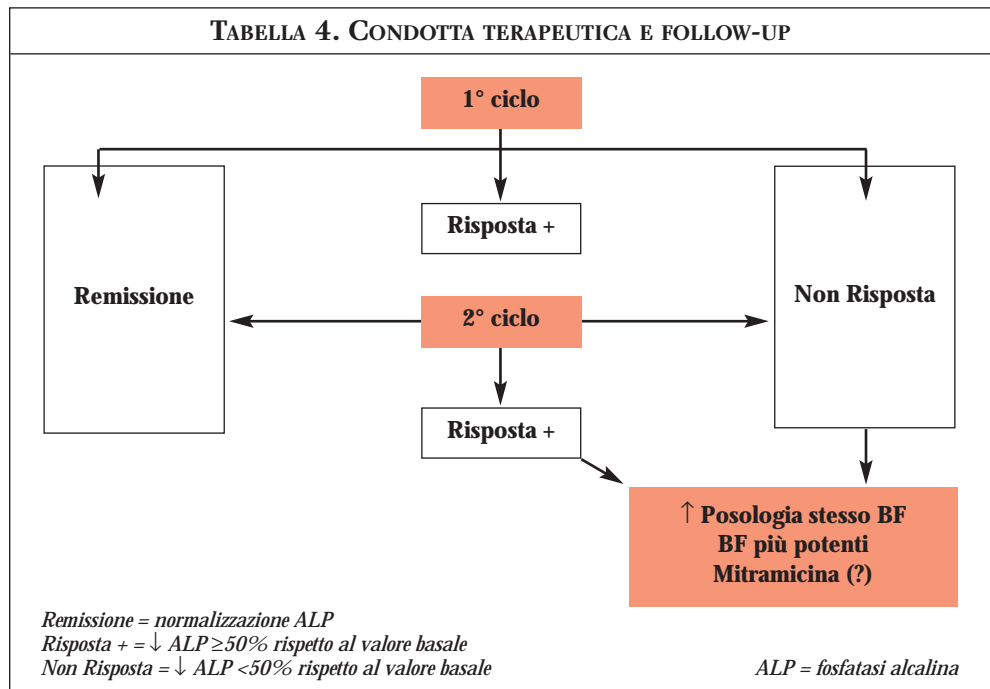 TABELLA 4. CONDOTTA TERAPEUTICA E FOLLOW-UP
1° ciclo
Risposta +
Remissione
Non Risposta
2° ciclo
Risposta +
↑ Posologia stesso BF
BF più potenti
Mitramicina (?)
Remissione = normalizzazione ALP
Risposta + = ↓ ALP ≥50% rispetto al valore basale
Non Risposta = ↓ ALP <50% rispetto al valore basale
ALP = fosfatasi alcalina